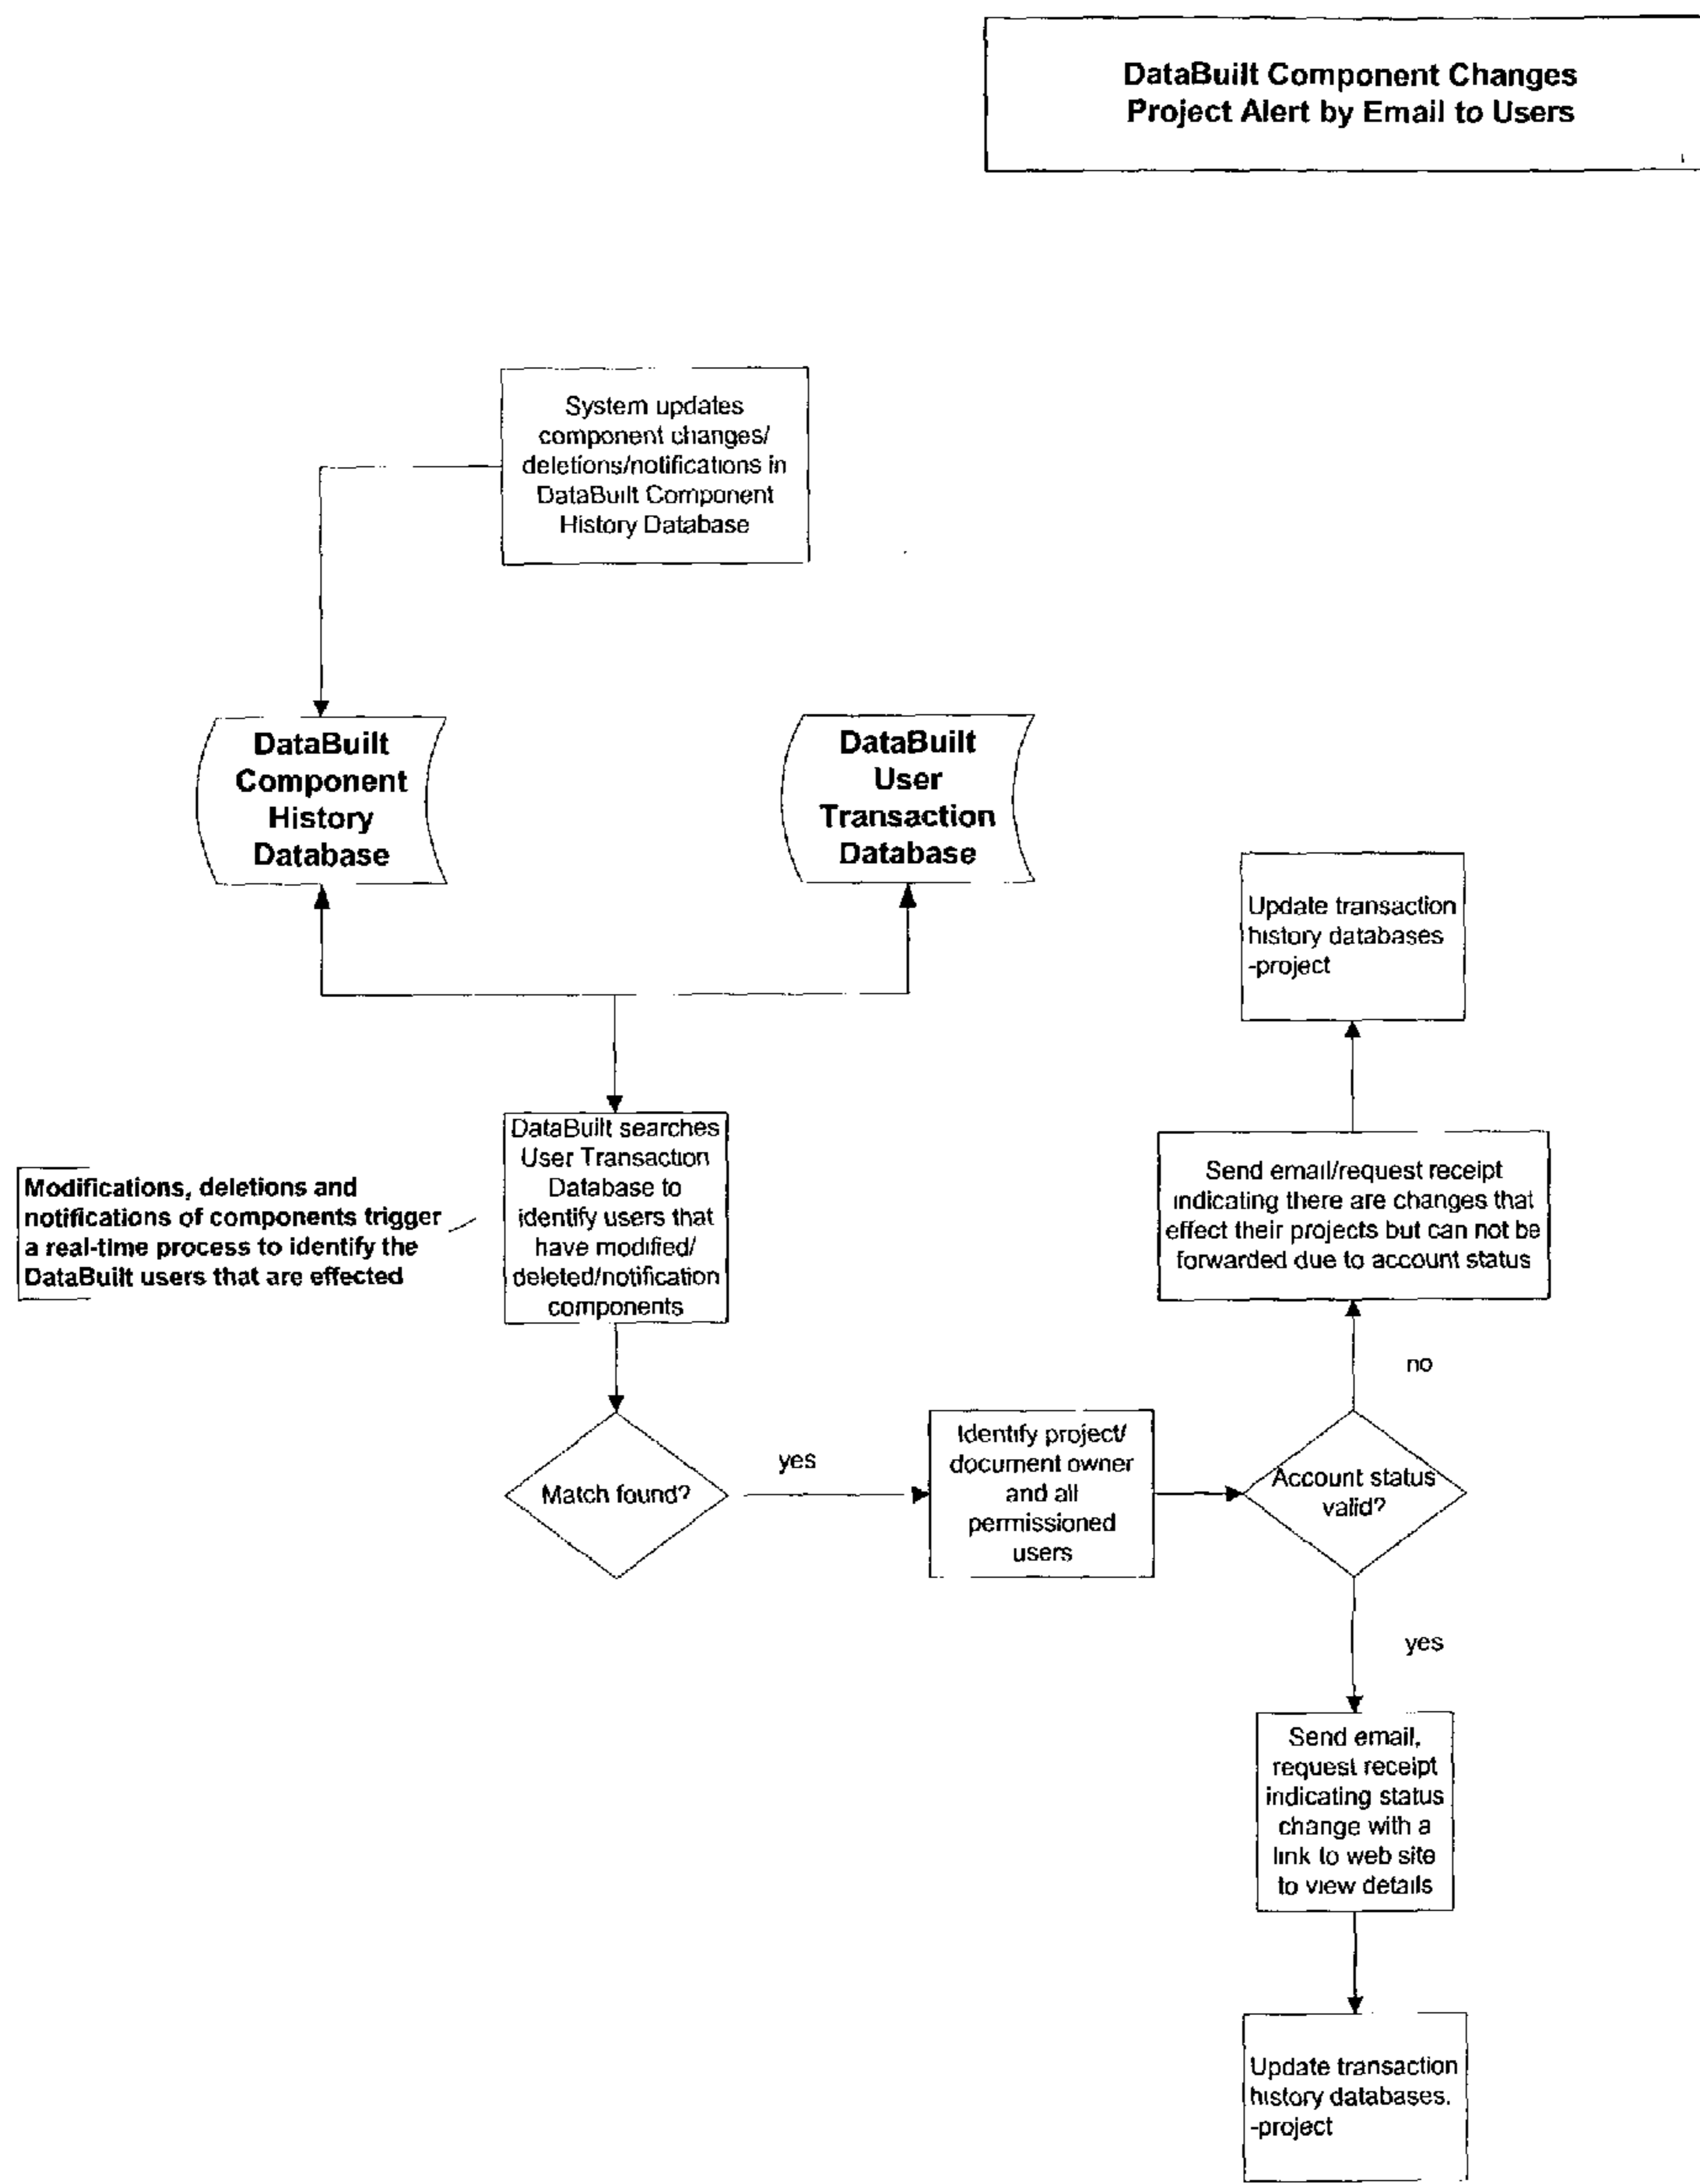 DataBuilt Component Changes
Project Alert by Email to Users
System updates
component changes/
deletions/notifications in
DataBuilt Component
History Database
DataBuilt
Component
History
Database
DataBuilt
User
Transaction
Database
Update transaction
history databases
-project
DataBuilt searches
User Transaction
Database to
identify users that
have modified/
deleted/notification
components
Modifications, deletions and
notifications of components trigger
a real-time process to identify the
DataBuilt users that are effected
Send email/request receipt
indicating there are changes that
effect their projects but can not be
forwarded due to account status
no
Match found?
yes
Identify project/
document owner
and all
permissioned
users
Account status
valid?
yes
Send email,
request receipt
indicating status
change with a
link to web site
to view details
Update transaction
history databases.
-project